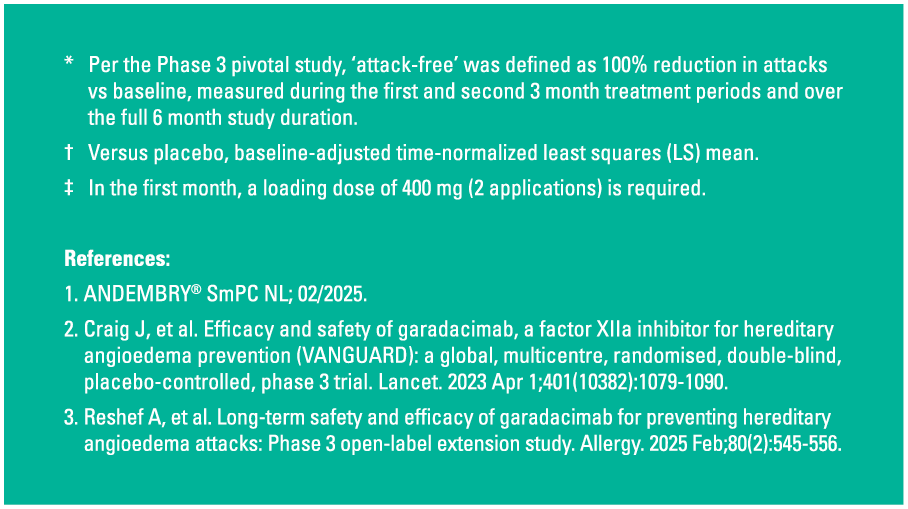 * Per the Phase 3 pivotal study, ‘attack-free’ was defined as 100% reduction in attacks
vs baseline, measured during the first and second 3 month treatment periods and over
the full 6 month study duration.
† Versus placebo, baseline-adjusted time-normalized least squares (LS) mean.
‡ In the first month, a loading dose of 400 mg (2 applications) is required.
References:
1. ANDEMBRY® SmPC NL; 02/2025.
2. Craig J, et al. Efficacy and safety of garadacimab, a factor XIIa inhibitor for hereditary
angioedema prevention (VANGUARD): a global, multicentre, randomised, double-blind,
placebo-controlled, phase 3 trial. Lancet. 2023 Apr 1;401(10382):1079-1090.
3. Reshef A, et al. Long-term safety and efficacy of garadacimab for preventing hereditary
angioedema attacks: Phase 3 open-label extension study. Allergy. 2025 Feb;80(2):545-556.